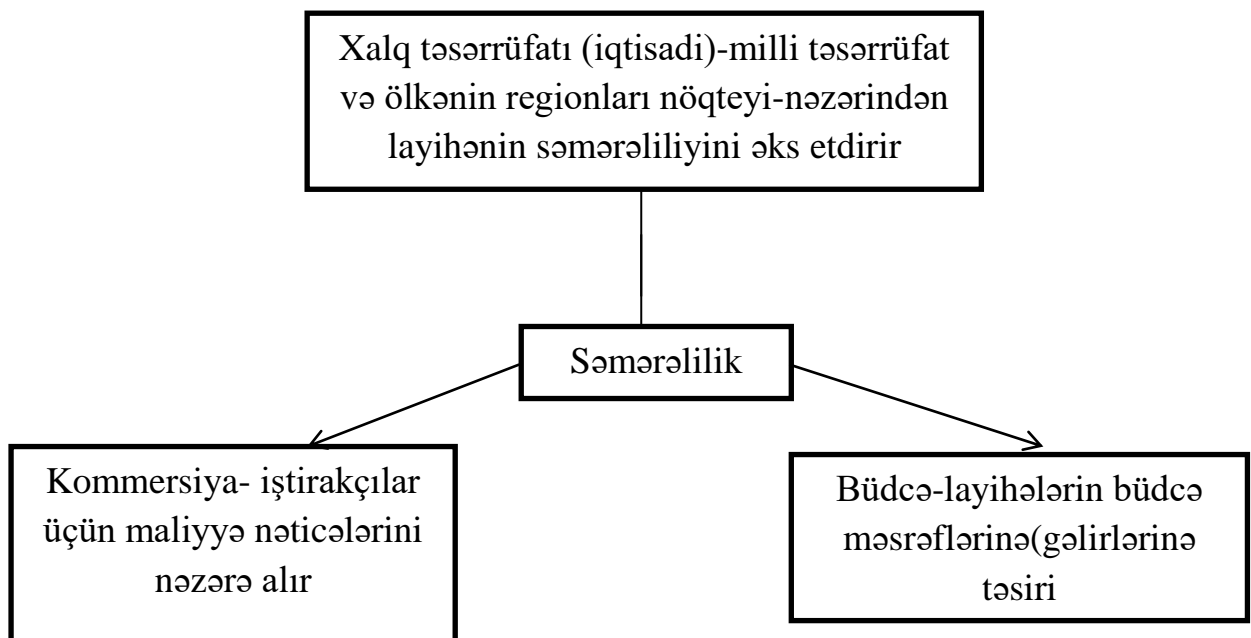 Xalq təsərrüfatı (iqtisadi)-milli təsərrüfat
və ölkənin regionları nöqteyi-nəzərindən
layihənin səmərəliliyini əks etdirir
Səmərəlilik
Kommersiya- iştirakçılar
üçün maliyyə nəticələrini
nəzərə alır
Büdcə-layihələrin büdcə
məsrəflərinə(gəlirlərinə
təsiri